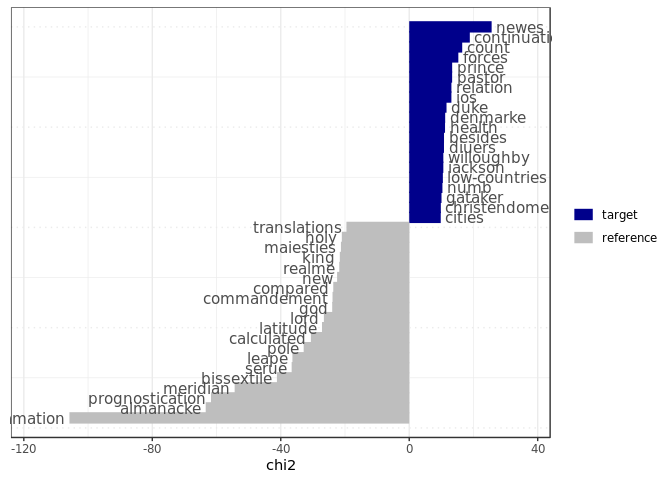 newes
continuati
count
forces
prince
pastor
relation
ios
duke
denmarke
health
besides
diuers
willoughby
jackson
low-countries
numb
gataker
christendome
cities
translations
holy
maiesties
king
realme
new
compared
commandement
god
lord
latitude
calculated
pole
leape
serue
bissextile
meridian
prognostication
almanacke
mation
-120 -80 -40 0 40
chi2
target
reference